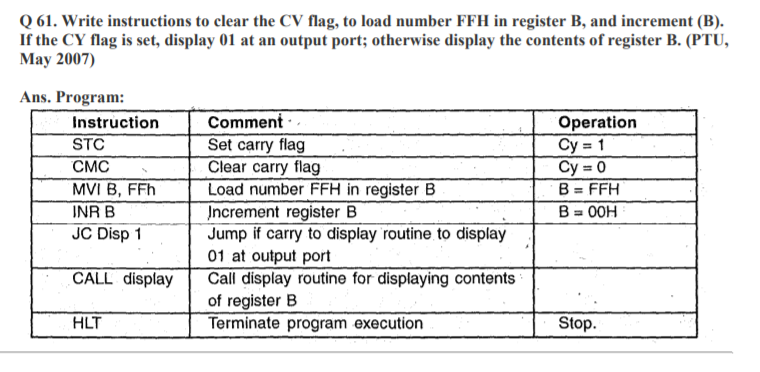 Q 61. Write instructions to clear the CV flag, to load number FFH in register B, and increment (B).
If the CY flag is set, display 01 at an output port; otherwise display the contents of register B. (PTU,
May 2007)
Ans. Program:
Instruction Comment Operation
STC Set carry flag Cy = 1
CMC Clear carry flag Cy = 0
MVI B, FFh Load number FFH in register B B = FFH
INR B Increment register B B = 00H
JC Disp 1 Jump if carry to display routine to display
01 at output port
CALL display Call display routine for displaying contents
of register B
HLT Terminate program execution Stop.